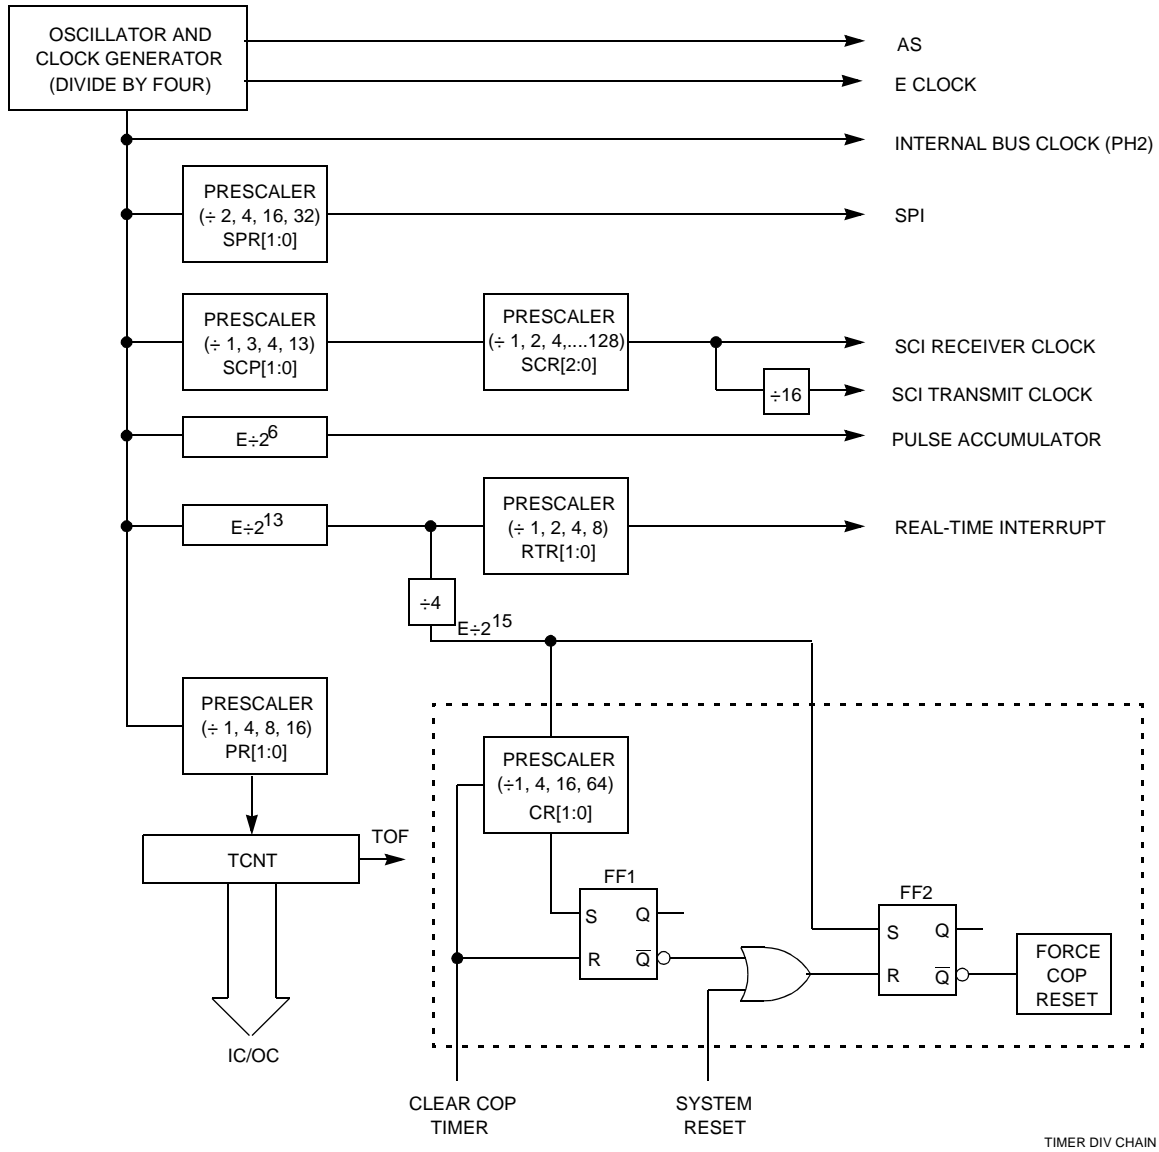 OSCILLATOR AND
CLOCK GENERATOR
(DIVIDE BY FOUR)
AS
E CLOCK
INTERNAL BUS CLOCK (PH2)
PRESCALER
(÷ 2, 4, 16, 32)
SPR[1:0]
SPI
PRESCALER
(÷ 1, 3, 4, 13)
SCP[1:0]
PRESCALER
(÷ 1, 2, 4,....128)
SCR[2:0]
SCI RECEIVER CLOCK
÷16
SCI TRANSMIT CLOCK
E÷2⁶
PULSE ACCUMULATOR
E÷2¹³
PRESCALER
(÷ 1, 2, 4, 8)
RTR[1:0]
REAL-TIME INTERRUPT
÷4
E÷2¹⁵
PRESCALER
(÷ 1, 4, 8, 16)
PR[1:0]
PRESCALER
(÷1, 4, 16, 64)
CR[1:0]
TCNT
TOF
FF1
S Q
R Q̅
FF2
S Q
R Q̅
FORCE
COP
RESET
IC/OC
CLEAR COP
TIMER
SYSTEM
RESET
TIMER DIV CHAIN